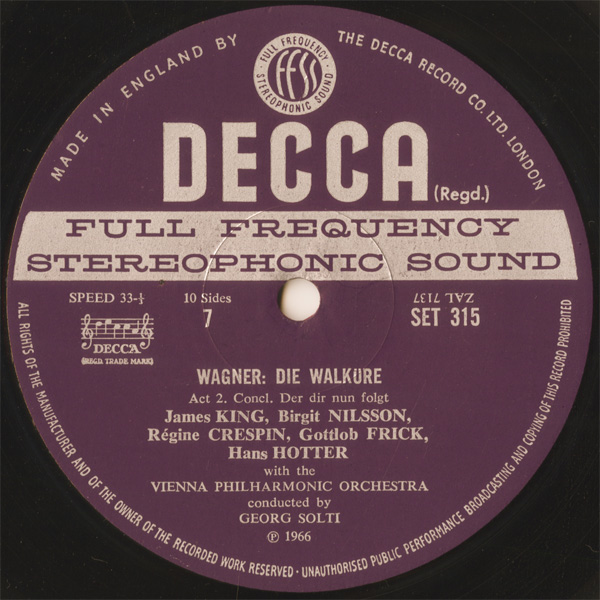 MADE IN ENGLAND BY
FULL FREQUENCY
FFSS
STEREOPHONIC SOUND
THE DECCA RECORD CO. LTD. LONDON
DECCA
(Regd.)
FULL FREQUENCY
STEREOPHONIC SOUND
SPEED 33-⅓
10 Sides
ZAL 7137
7
SET 315
DECCA
(REGD. TRADE MARK)
WAGNER: DIE WALKÜRE
Act 2. Concl. Der dir nun folgt
James KING, Birgit NILSSON,
Régine CRESPIN, Gottlob FRICK,
Hans HOTTER
with the
VIENNA PHILHARMONIC ORCHESTRA
conducted by
GEORG SOLTI
Ⓟ 1966
ALL RIGHTS OF THE MANUFACTURER AND OF THE OWNER OF THE RECORDED WORK RESERVED · UNAUTHORISED PUBLIC PERFORMANCE BROADCASTING AND COPYING OF THIS RECORD PROHIBITED